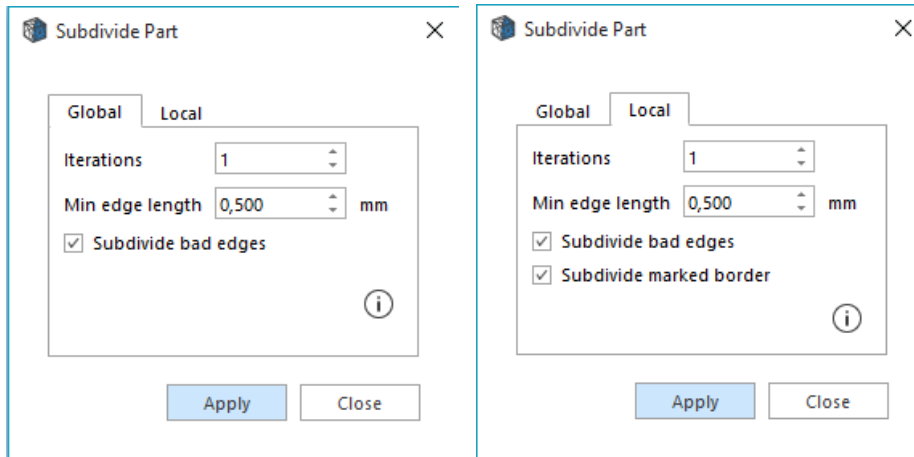 Subdivide Part
Global Local
Iterations 1
Min edge length 0,500 mm
Subdivide bad edges
Apply Close
Subdivide Part
Global Local
Iterations 1
Min edge length 0,500 mm
Subdivide bad edges
Subdivide marked border
Apply Close